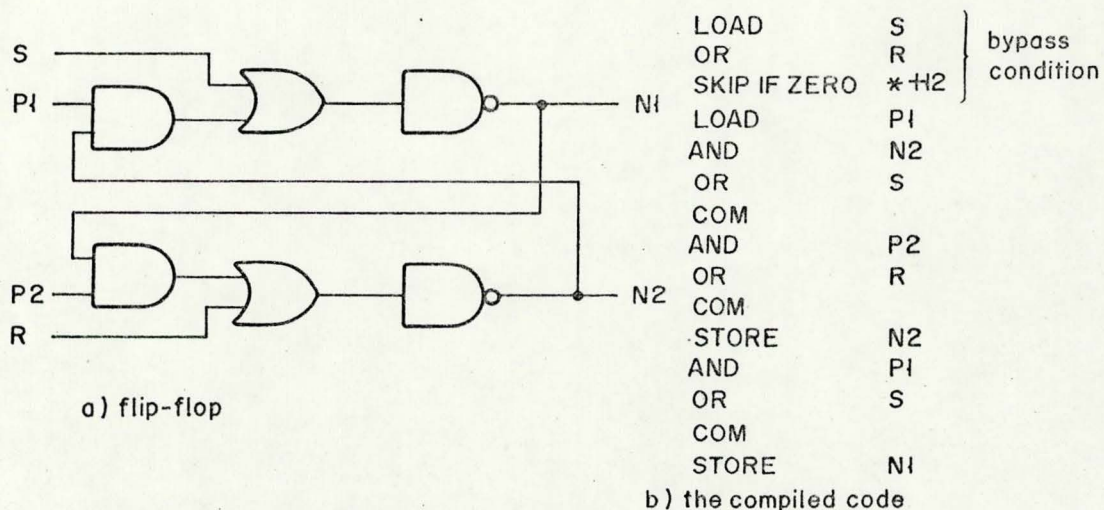 S
P1
N1
P2
N2
R
a) flip-flop
LOAD S
OR R
SKIP IF ZERO *+12
LOAD P1
AND N2
OR S
COM
AND P2
OR R
COM
STORE N2
AND P1
OR S
COM
STORE N1
bypass
condition
b) the compiled code